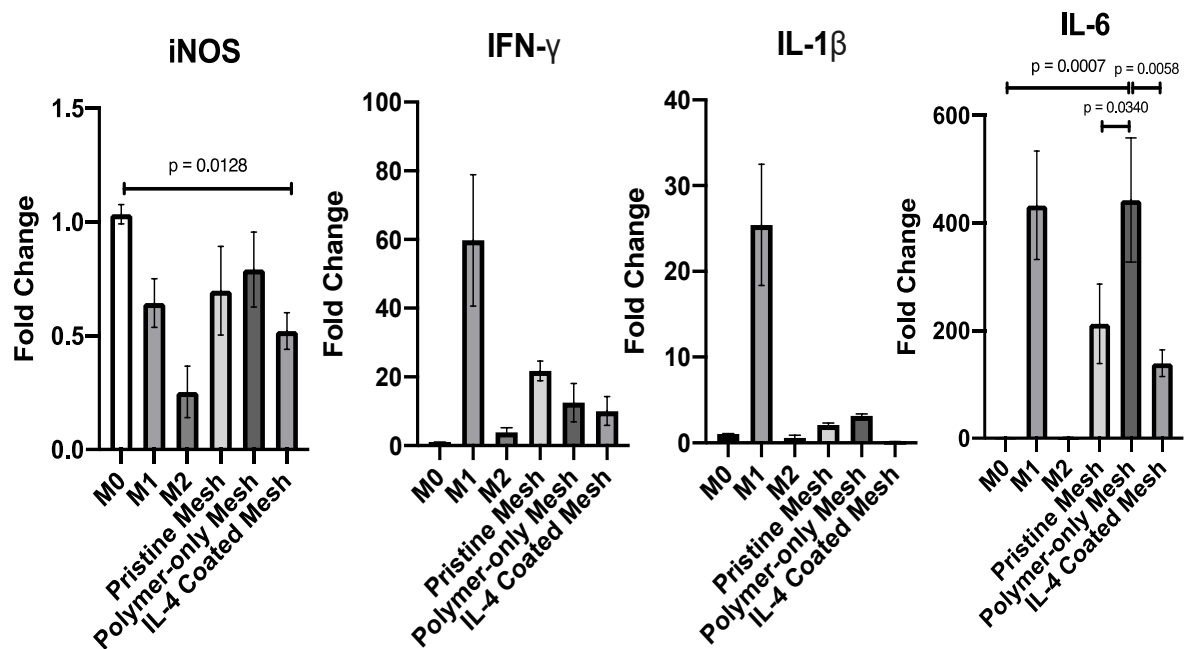 iNOS
Fold Change
1.5
1.0
0.5
0.0
p = 0.0128
M0
M1
M2
Pristine Mesh
Polymer-only Mesh
IL-4 Coated Mesh
IFN-γ
Fold Change
100
80
60
40
20
0
M0
M1
M2
Pristine Mesh
Polymer-only Mesh
IL-4 Coated Mesh
IL-1β
Fold Change
40
30
20
10
0
M0
M1
M2
Pristine Mesh
Polymer-only Mesh
IL-4 Coated Mesh
IL-6
Fold Change
600
400
200
0
p = 0.0007
p = 0.0058
p = 0.0340
M0
M1
M2
Pristine Mesh
Polymer-only Mesh
IL-4 Coated Mesh